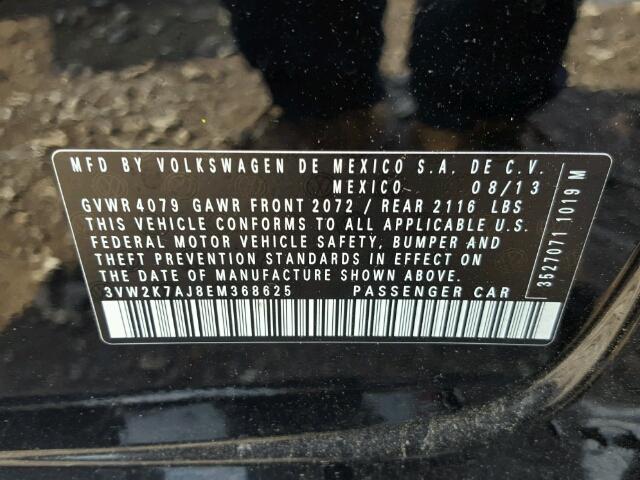 MFD BY VOLKSWAGEN DE MEXICO S.A. DE C.V.
MEXICO 08/13
GVWR 4079 GAWR FRONT 2072 / REAR 2116 LBS
THIS VEHICLE CONFORMS TO ALL APPLICABLE U.S.
FEDERAL MOTOR VEHICLE SAFETY, BUMPER AND
THEFT PREVENTION STANDARDS IN EFFECT ON
THE DATE OF MANUFACTURE SHOWN ABOVE.
3VW2K7AJ8EM368625 PASSENGER CAR
3527071 1019 M